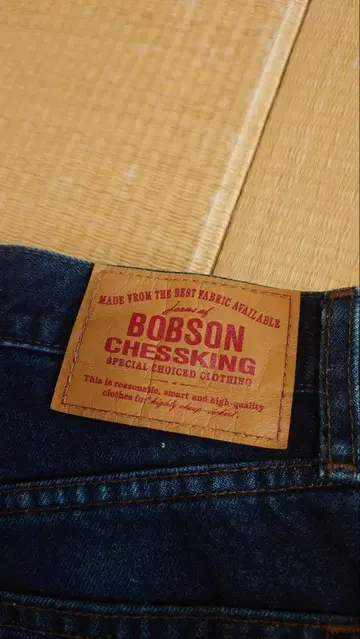 MADE FROM THE BEST FABRIC AVAILABLE
Jeans of
BOBSON
CHESSKING
SPECIAL CHOICED CLOTHING
This is reasonable, smart and high-quality
clothes for "highly cheap